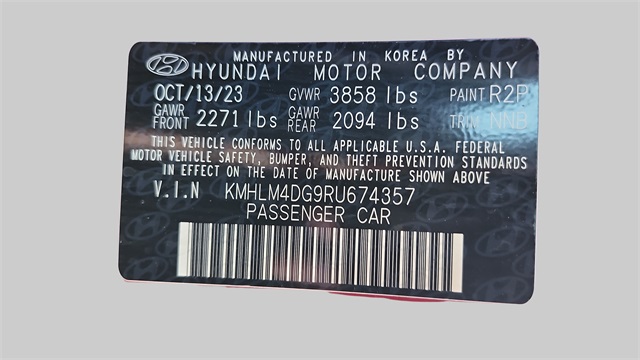 MANUFACTURED IN KOREA BY
HYUNDAI MOTOR COMPANY
OCT/13/23 GVWR 3858 lbs PAINT R2P
GAWR FRONT 2271 lbs GAWR REAR 2094 lbs TRIM NNB
THIS VEHICLE CONFORMS TO ALL APPLICABLE U.S.A. FEDERAL
MOTOR VEHICLE SAFETY, BUMPER, AND THEFT PREVENTION STANDARDS
IN EFFECT ON THE DATE OF MANUFACTURE SHOWN ABOVE
V.I.N KMHLM4DG9RU674357
PASSENGER CAR